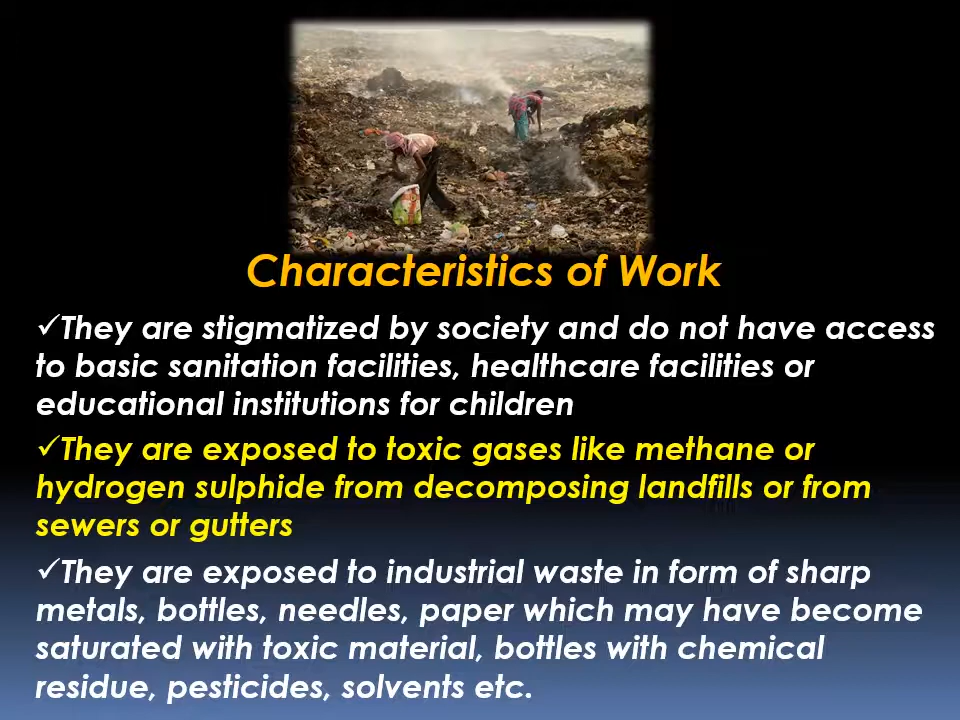 Characteristics of Work
✓They are stigmatized by society and do not have access
to basic sanitation facilities, healthcare facilities or
educational institutions for children
✓They are exposed to toxic gases like methane or
hydrogen sulphide from decomposing landfills or from
sewers or gutters
✓They are exposed to industrial waste in form of sharp
metals, bottles, needles, paper which may have become
saturated with toxic material, bottles with chemical
residue, pesticides, solvents etc.